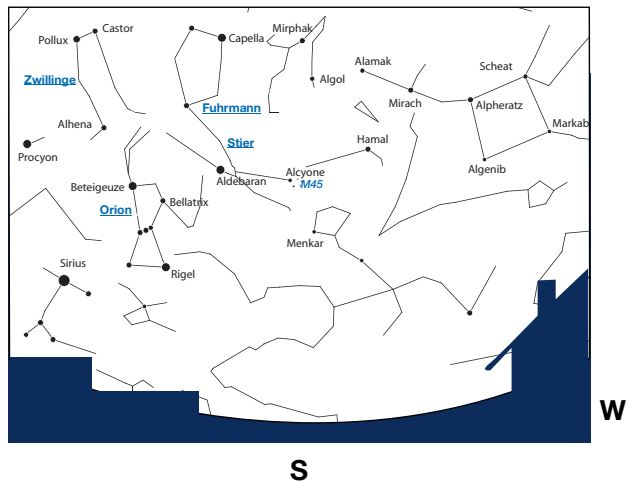 Castor
Mirphak
Pollux
Capella
Alamak
Scheat
Zwillinge
Algol
Fuhrmann
Mirach
Alpheratz
Alhena
Markab
Stier
Hamal
Procyon
Algenib
Aldebaran
Alcyone
M45
Beteigeuze
Bellatrix
Orion
Menkar
Sirius
Rigel
W
S